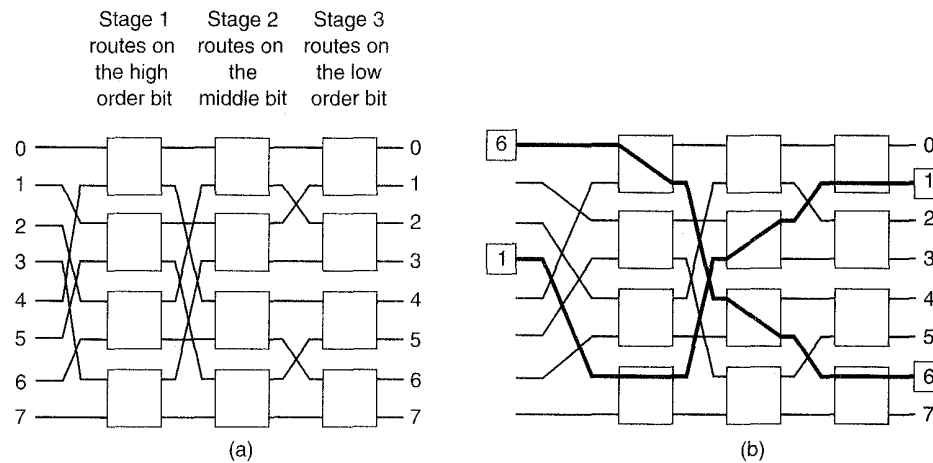 Stage 1
routes on
the high
order bit
Stage 2
routes on
the
middle bit
Stage 3
routes on
the low
order bit
0
1
2
3
4
5
6
7
0
1
2
3
4
5
6
7
(a)
6
1
0
1
2
3
4
5
6
7
(b)